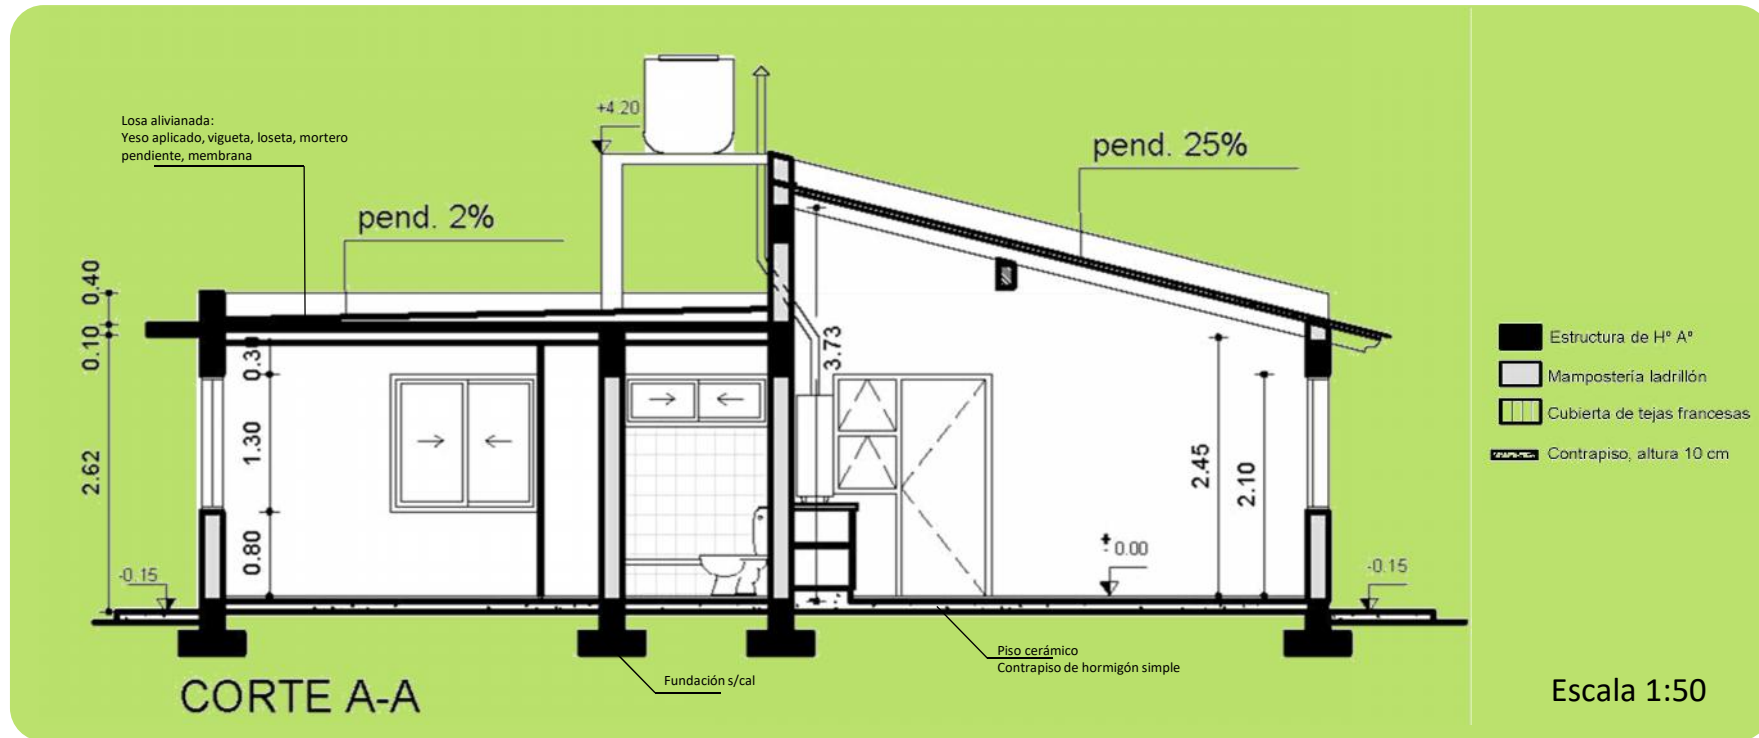 +4.20
Losa alivianada:
Yeso aplicado, vigueta, loseta, mortero
pendiente, membrana
pend. 25%
pend. 2%
0.40
0.10
2.62
0.30
1.30
0.80
3.73
2.45
2.10
Estructura de Hº Aº
Mampostería ladrillón
Cubierta de tejas francesas
Contrapiso, altura 10 cm
-0.15
± 0.00
-0.15
Piso cerámico
Contrapiso de hormigón simple
Fundación s/cal
CORTE A-A
Escala 1:50